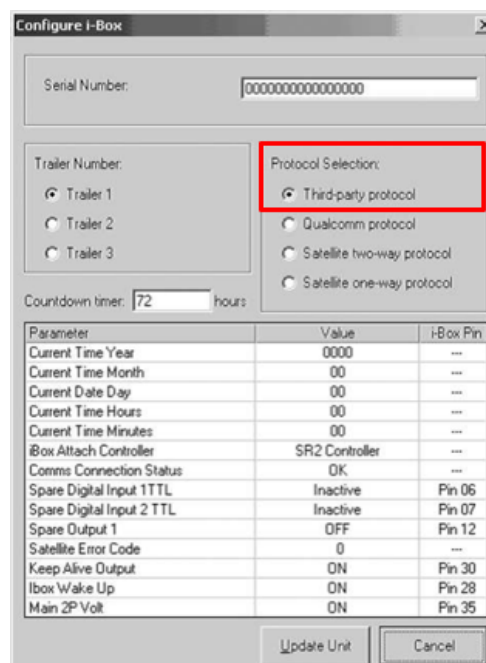 Configure i-Box
Serial Number: 0000000000000000
Trailer Number:
Trailer 1
Trailer 2
Trailer 3
Protocol Selection:
Third-party protocol
Qualcomm protocol
Satellite two-way protocol
Satellite one-way protocol
Countdown timer: 72 hours
Parameter Value i-Box Pin
Current Time Year 0000 ---
Current Time Month 00 ---
Current Date Day 00 ---
Current Time Hours 00 ---
Current Time Minutes 00 ---
iBox Attach Controller SR2 Controller ---
Comms Connection Status OK ---
Spare Digital Input 1TTL Inactive Pin 06
Spare Digital Input 2 TTL Inactive Pin 07
Spare Output 1 OFF Pin 12
Satellite Error Code 0 ---
Keep Alive Output ON Pin 30
Ibox Wake Up ON Pin 28
Main 2P Volt ON Pin 35
Update Unit Cancel